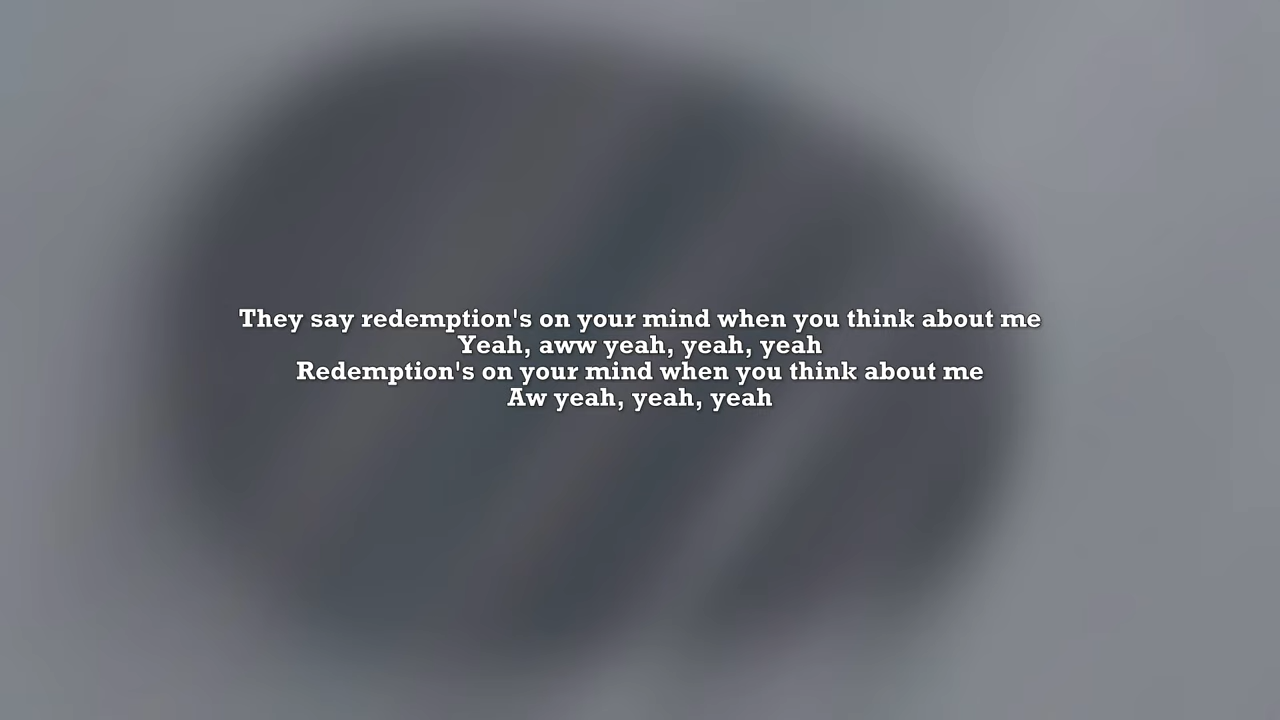 They say redemption's on your mind when you think about me
Yeah, aww yeah, yeah, yeah
Redemption's on your mind when you think about me
Aw yeah, yeah, yeah